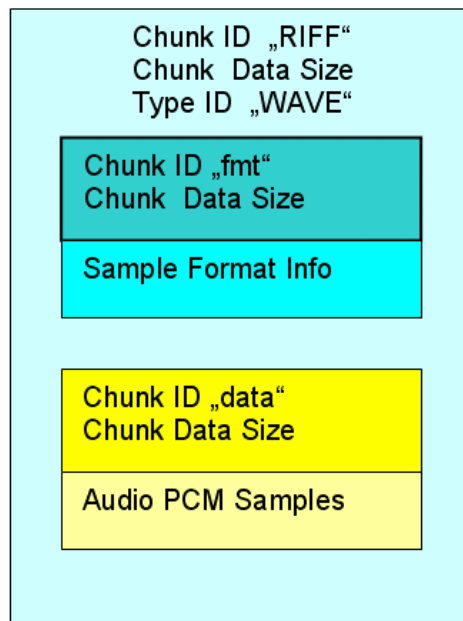 Chunk ID „RIFF“
Chunk Data Size
Type ID „WAVE“
Chunk ID „fmt“
Chunk Data Size
Sample Format Info
Chunk ID „data“
Chunk Data Size
Audio PCM Samples